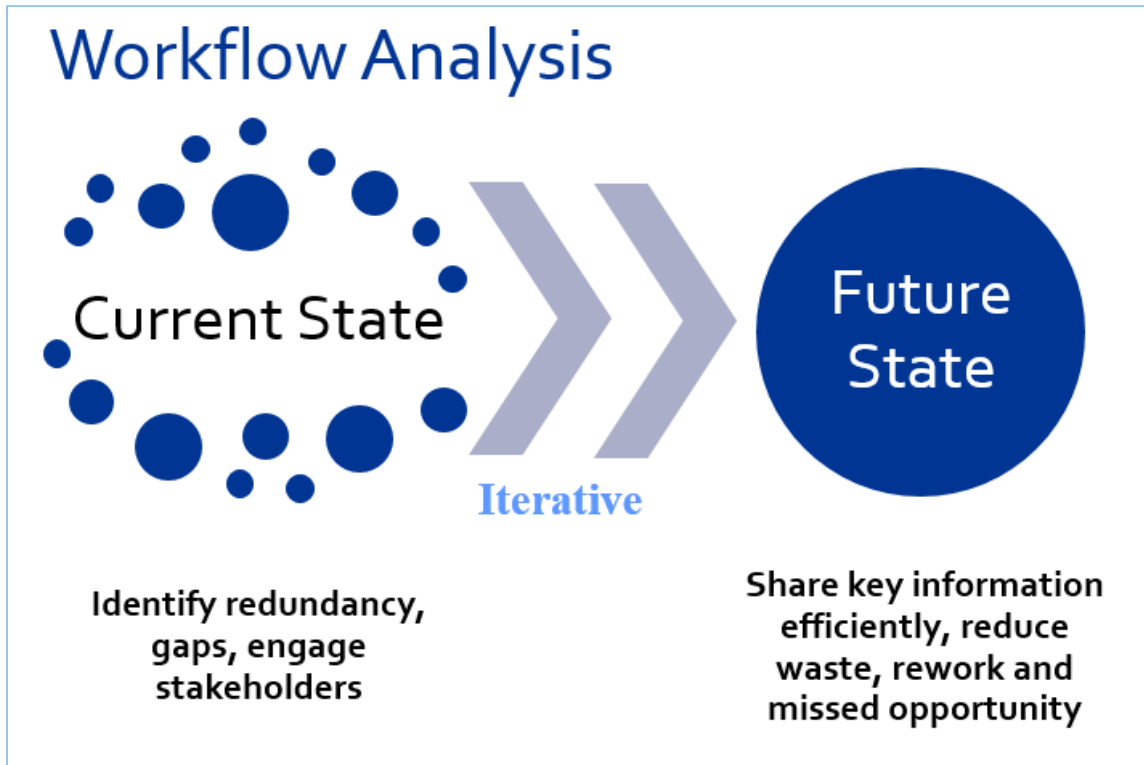 Workflow Analysis
Current State
Iterative
Future
State
Identify redundancy,
gaps, engage
stakeholders
Share key information
efficiently, reduce
waste, rework and
missed opportunity